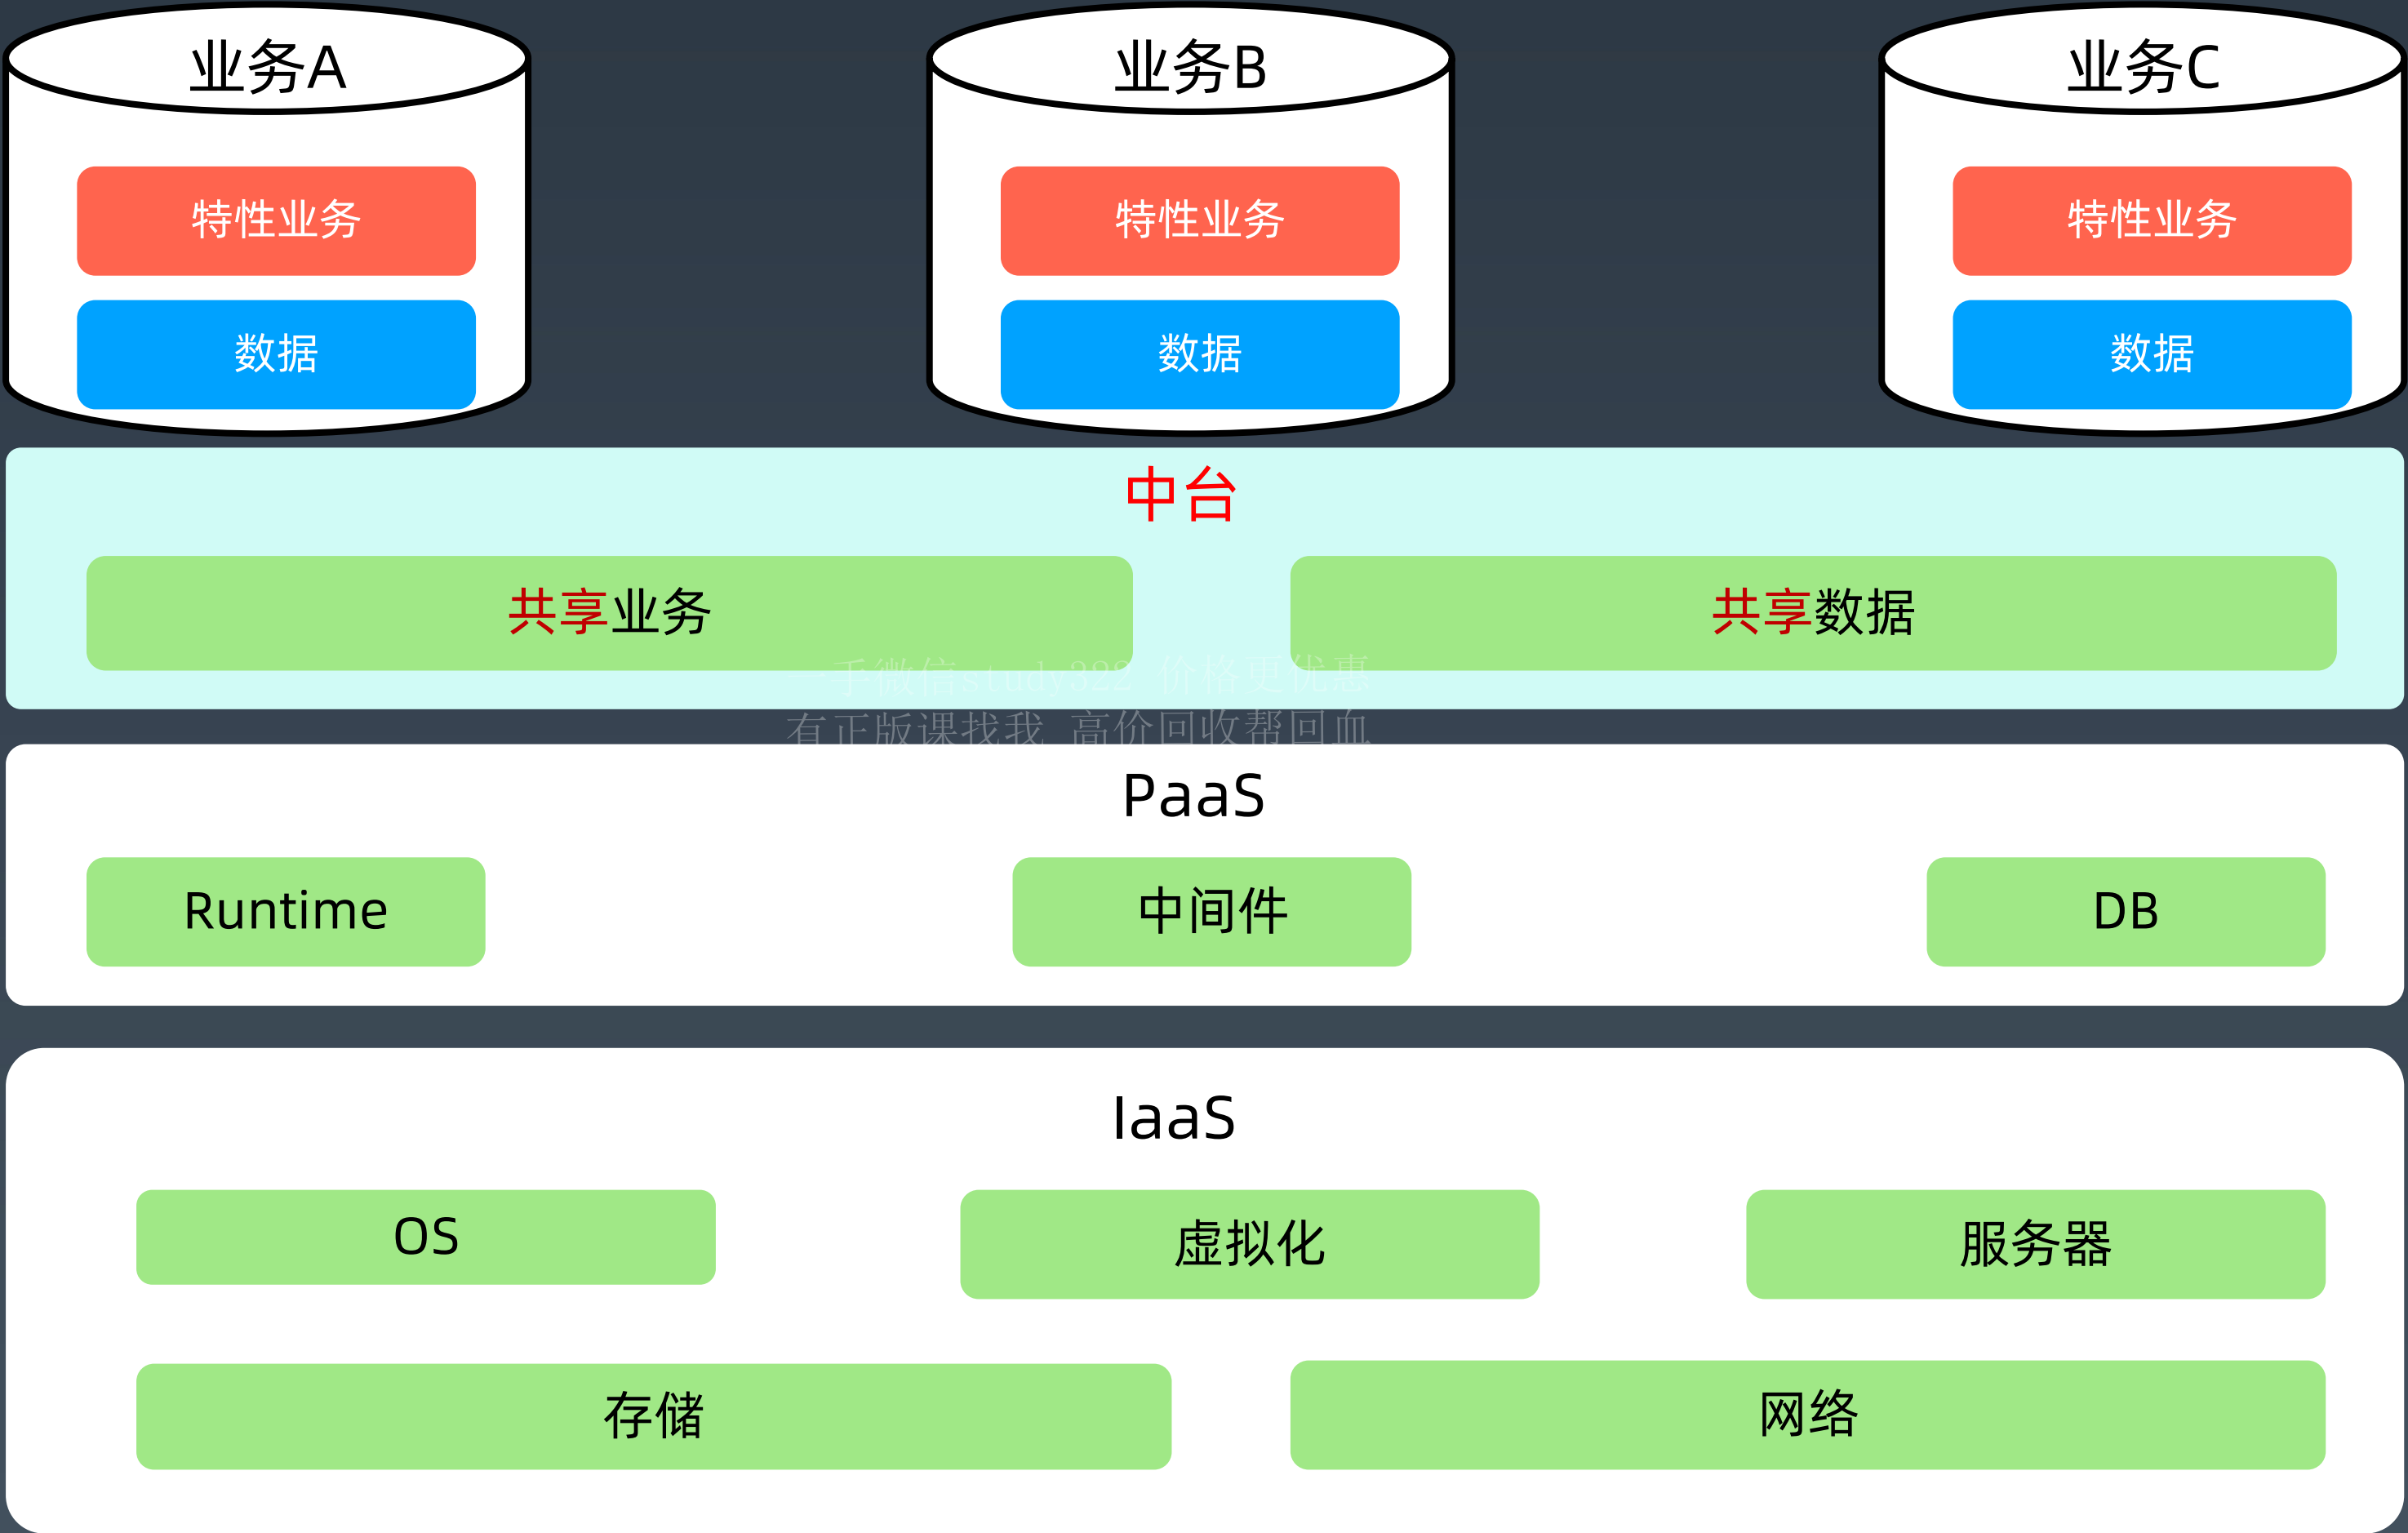 业务A 业务B 业务C
特性业务 特性业务 特性业务
数据 数据 数据
中台
共享业务 共享数据
一手微信study322 价格更优惠
有正版课找我 高价回收帮回血
PaaS
Runtime 中间件 DB
IaaS
OS 虚拟化 服务器
存储 网络